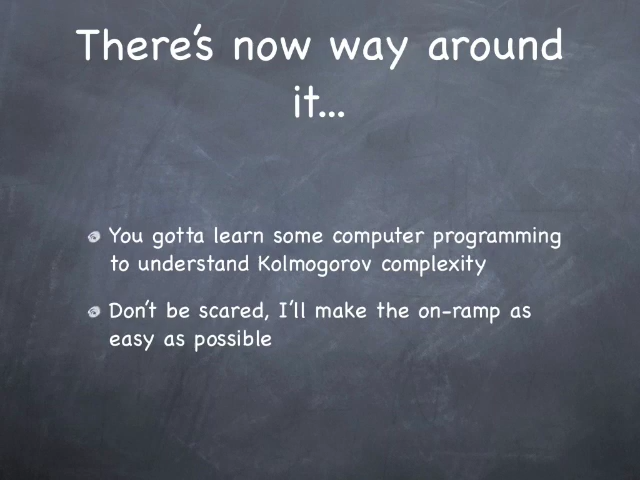 There's now way around
it...
You gotta learn some computer programming
to understand Kolmogorov complexity
Don't be scared, I'll make the on-ramp as
easy as possible